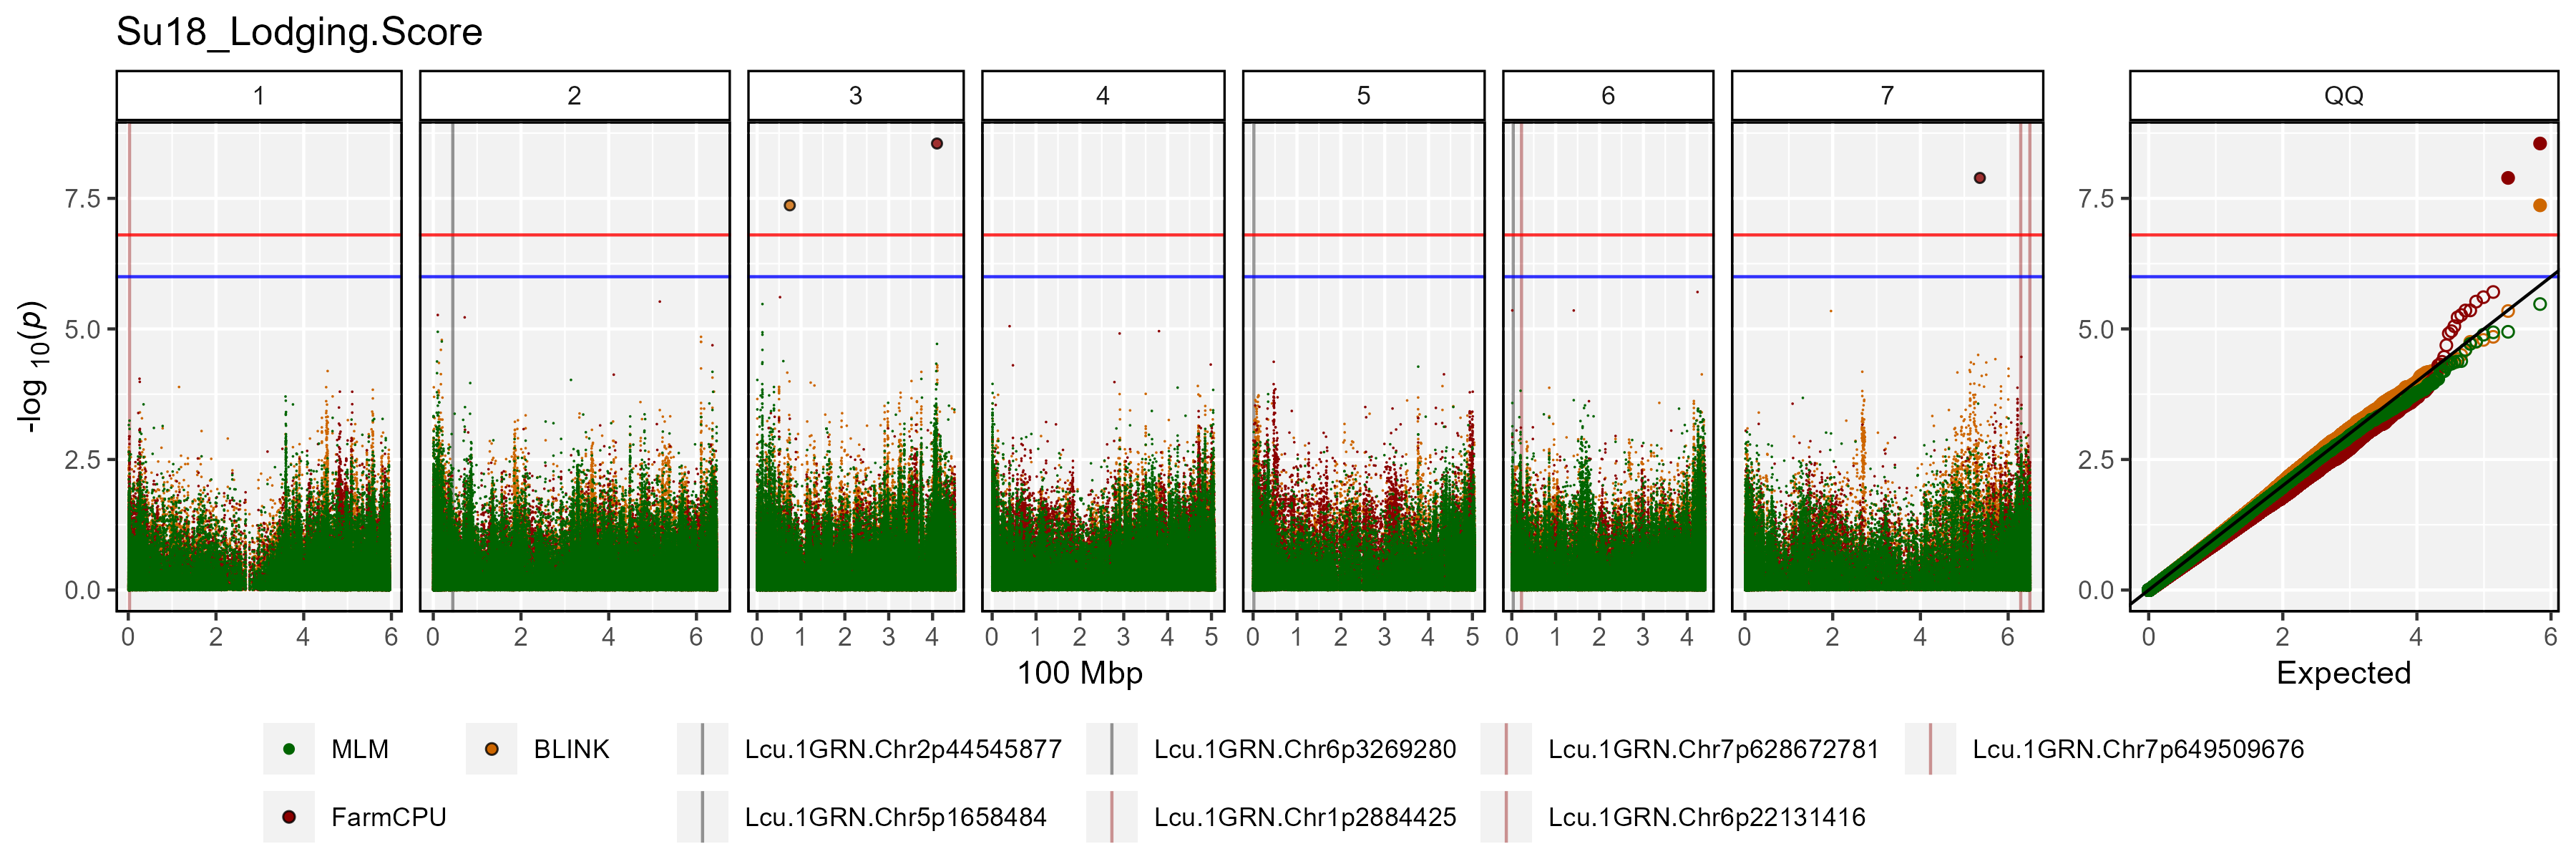 Su18_Lodging.Score
1 2 3 4 5 6 7 QQ
7.5 7.5
5.0 5.0
2.5 2.5
0.0 0.0
-log 10(p)
0 2 4 6 0 2 4 6 0 1 2 3 4 0 1 2 3 4 5 0 1 2 3 4 5 0 1 2 3 4 0 2 4 6 0 2 4 6
100 Mbp Expected
MLM BLINK Lcu.1GRN.Chr2p44545877 Lcu.1GRN.Chr6p3269280 Lcu.1GRN.Chr7p628672781 Lcu.1GRN.Chr7p649509676
FarmCPU Lcu.1GRN.Chr5p1658484 Lcu.1GRN.Chr1p2884425 Lcu.1GRN.Chr6p22131416